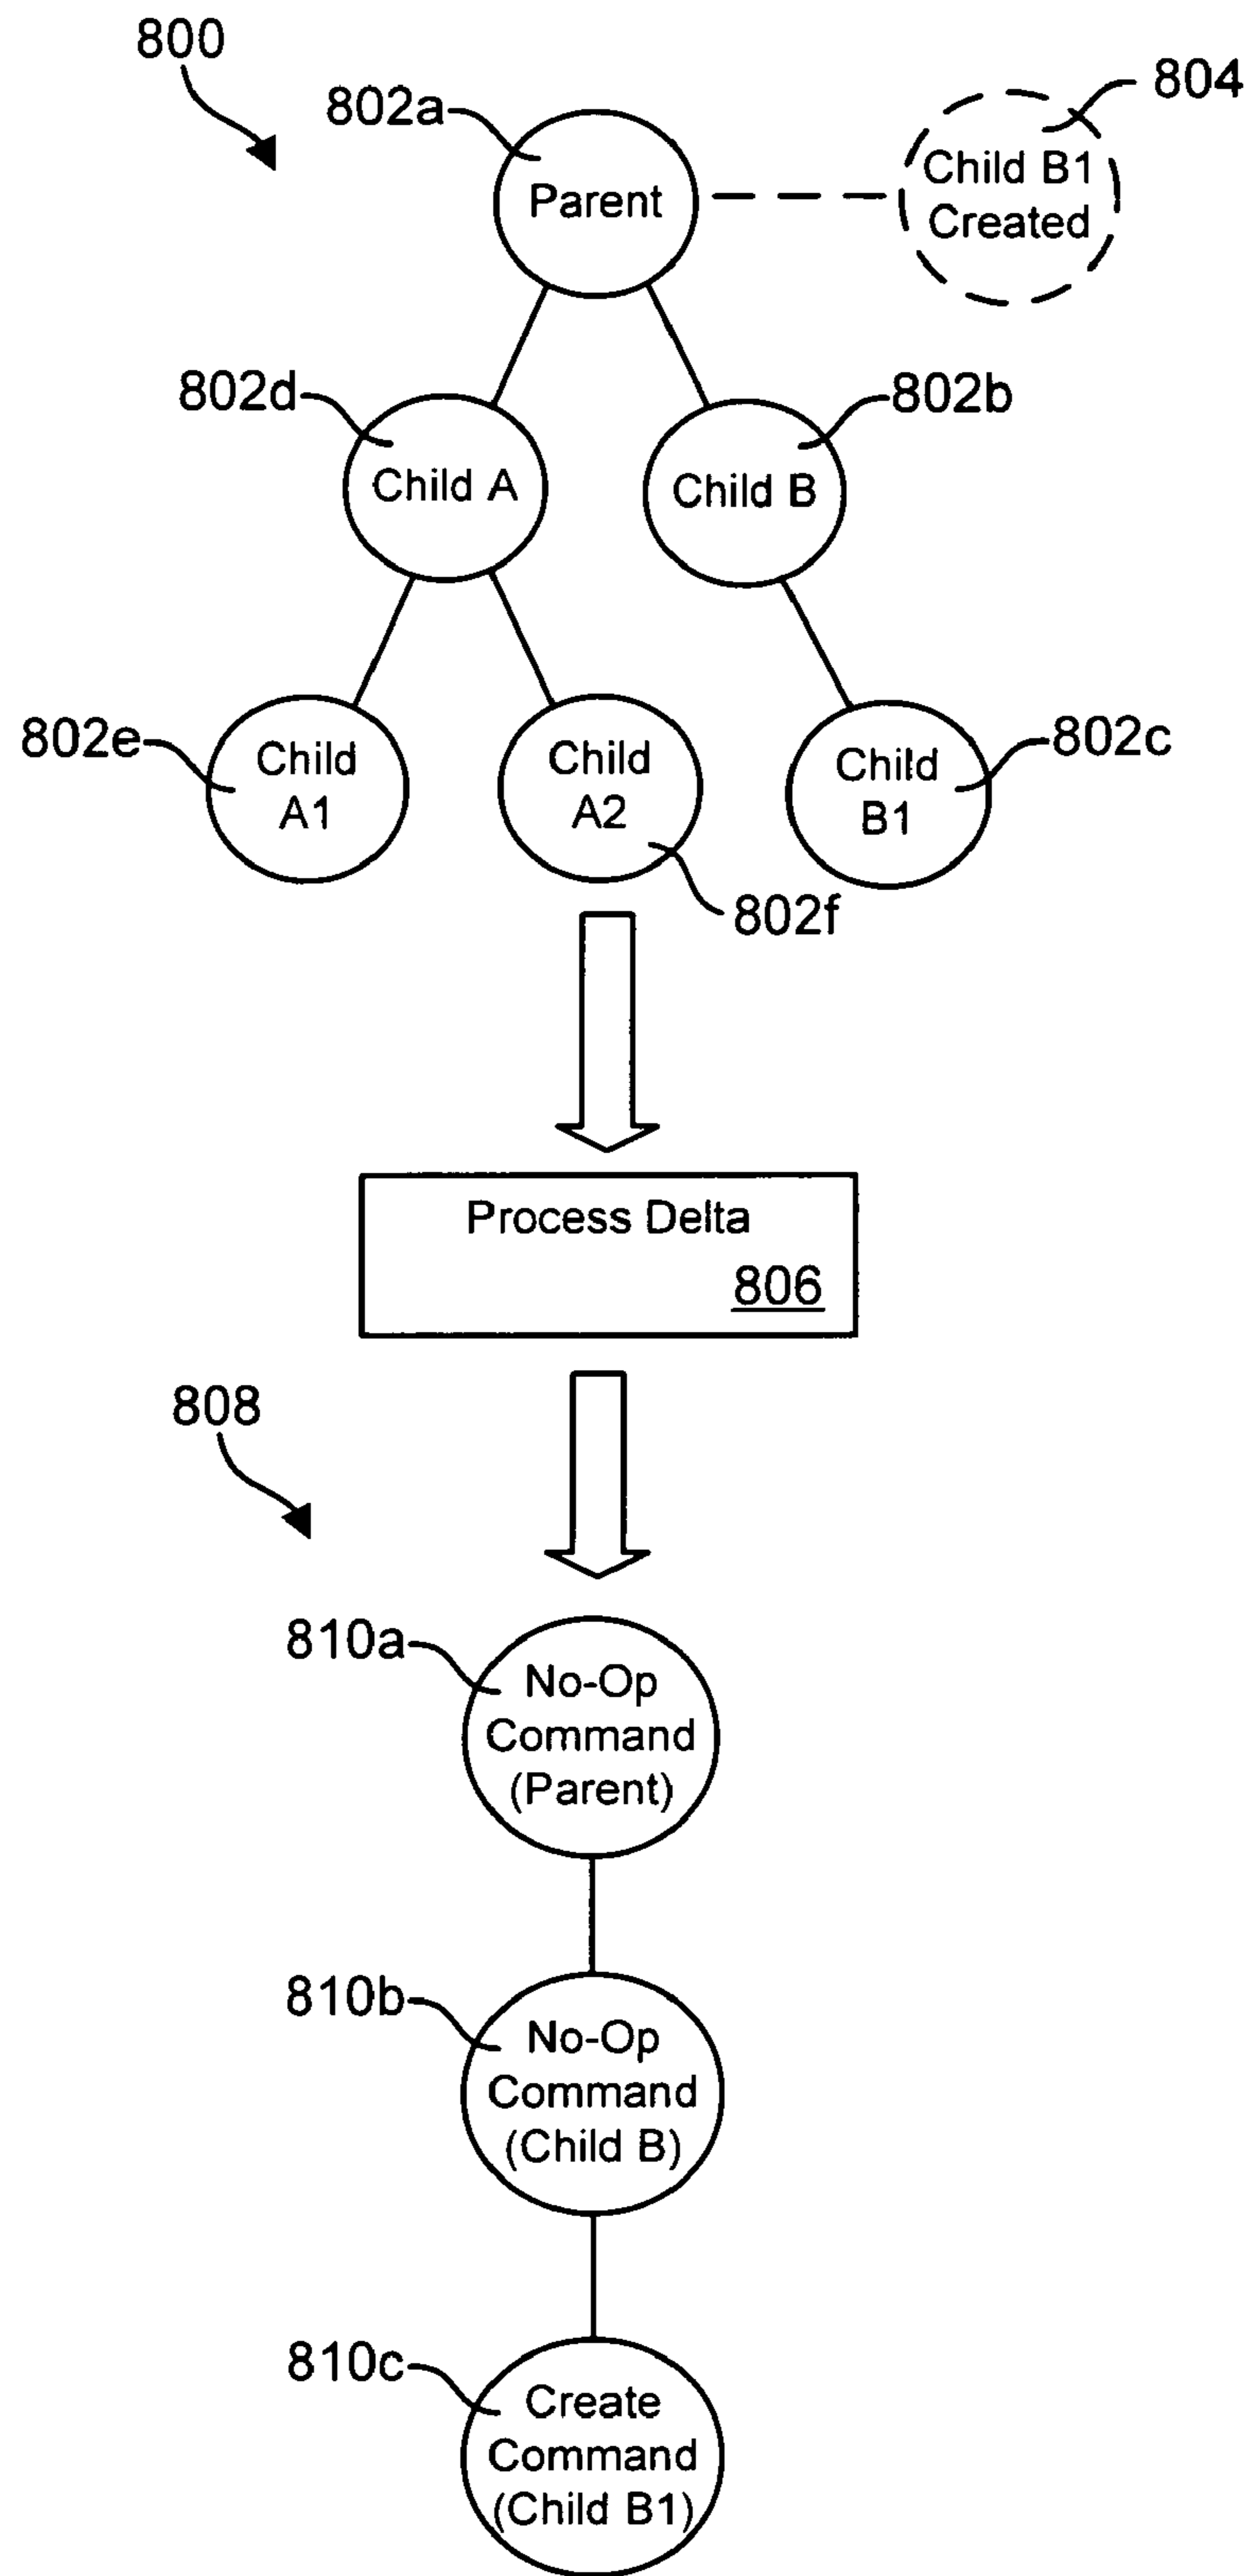 800
802a
Parent
804
Child B1
Created
802d
Child A
802b
Child B
802e
Child
A1
Child
A2
802f
Child
B1
802c
Process Delta
806
808
810a
No-Op
Command
(Parent)
810b
No-Op
Command
(Child B)
810c
Create
Command
(Child B1)